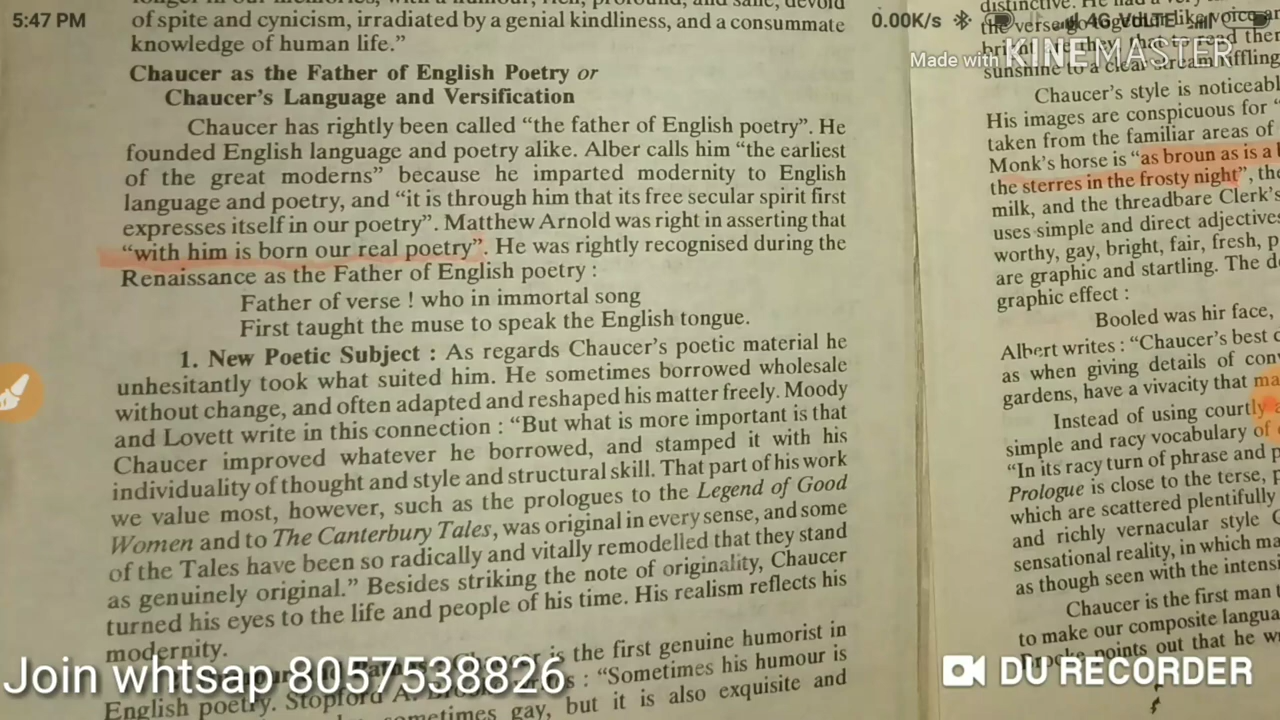 5:47 PM
0.00K/s
4G VoLTE
Made with KINEMASTER
of spite and cynicism, irradiated by a genial kindliness, and a consummate
knowledge of human life.”
Chaucer as the Father of English Poetry or
Chaucer's Language and Versification
Chaucer has rightly been called “the father of English poetry”. He
founded English language and poetry alike. Alber calls him “the earliest
of the great moderns” because he imparted modernity to English
language and poetry, and “it is through him that its free secular spirit first
expresses itself in our poetry”. Matthew Arnold was right in asserting that
“with him is born our real poetry”. He was rightly recognised during the
Renaissance as the Father of English poetry :
Father of verse ! who in immortal song
First taught the muse to speak the English tongue.
1. New Poetic Subject : As regards Chaucer's poetic material he
unhesitantly took what suited him. He sometimes borrowed wholesale
without change, and often adapted and reshaped his matter freely. Moody
and Lovett write in this connection : “But what is more important is that
Chaucer improved whatever he borrowed, and stamped it with his
individuality of thought and style and structural skill. That part of his work
we value most, however, such as the prologues to the Legend of Good
Women and to The Canterbury Tales, was original in every sense, and some
of the Tales have been so radically and vitally remodelled that they stand
as genuinely original.” Besides striking the note of originality, Chaucer
turned his eyes to the life and people of his time. His realism reflects his
modernity.
is the first genuine humorist in
English poetry. Stopford A. : “Sometimes his humour is
sometimes gay, but it is also exquisite and
distinctive.
sunshine to a clear stream
Chaucer's style is noticeabl
His images are conspicuous for “
taken from the familiar areas of
Monk's horse is “as broun as is a
the sterres in the frosty night”, the
milk, and the threadbare Clerk's
uses simple and direct adjectives
worthy, gay, bright, fair, fresh, p
are graphic and startling. The d
graphic effect :
Booled was hir face,
Albert writes : “Chaucer's best
as when giving details of con
gardens, have a vivacity that ma
Instead of using courtly
simple and racy vocabulary of
“In its racy turn of phrase and p
Prologue is close to the terse, p
which are scattered plentifully
and richly vernacular style C
sensational reality, in which ma
as though seen with the intensi
Chaucer is the first man t
to make our composite langua
points out that he w
Join whtsap 8057538826
DU RECORDER